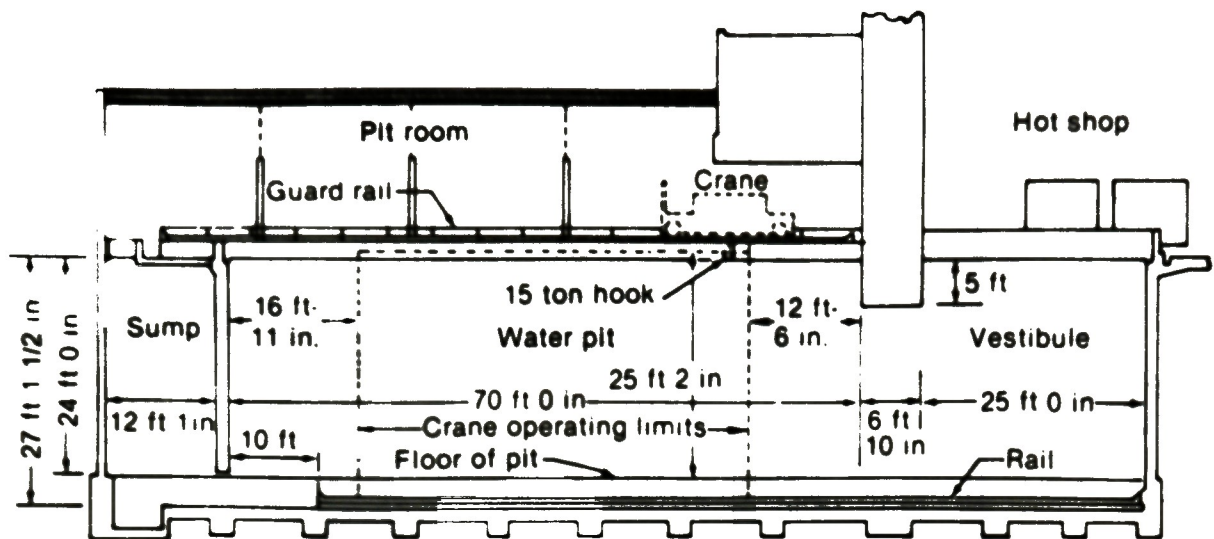 Pit room
Hot shop
Guard rail
Crane
15 ton hook
5 ft
16 ft-
11 in.
Sump
Water pit
12 ft-
6 in.
Vestibule
27 ft 1 1/2 in
24 ft 0 in
25 ft 2 in
12 ft 1 in
70 ft 0 in
6 ft
10 in
25 ft 0 in
Crane operating limits
10 ft
Floor of pit
Rail